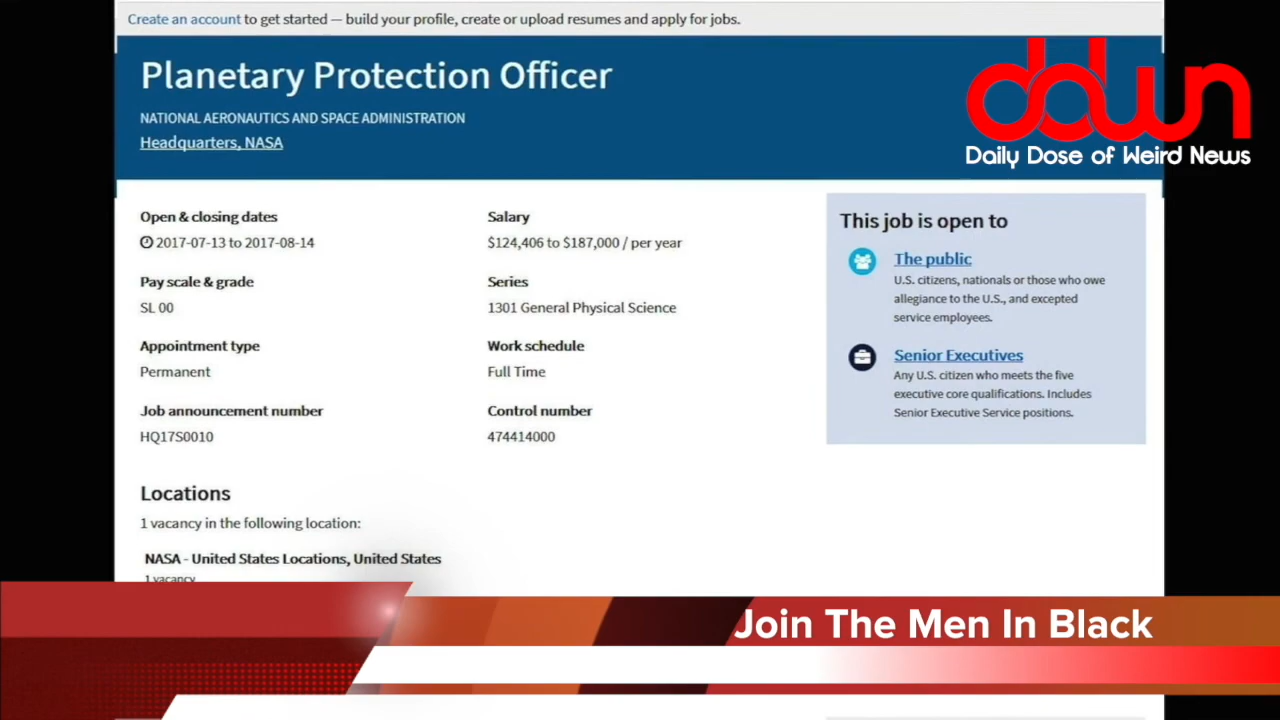 Create an account to get started — build your profile, create or upload resumes and apply for jobs.
Planetary Protection Officer
NATIONAL AERONAUTICS AND SPACE ADMINISTRATION
Headquarters, NASA
ddwn
Daily Dose of Weird News
Open & closing dates
2017-07-13 to 2017-08-14
Salary
$124,406 to $187,000 / per year
Pay scale & grade
SL 00
Series
1301 General Physical Science
Appointment type
Permanent
Work schedule
Full Time
Job announcement number
HQ17S0010
Control number
474414000
This job is open to
The public
U.S. citizens, nationals or those who owe
allegiance to the U.S., and excepted
service employees.
Senior Executives
Any U.S. citizen who meets the five
executive core qualifications. Includes
Senior Executive Service positions.
Locations
1 vacancy in the following location:
NASA - United States Locations, United States
1 vacancy
Join The Men In Black